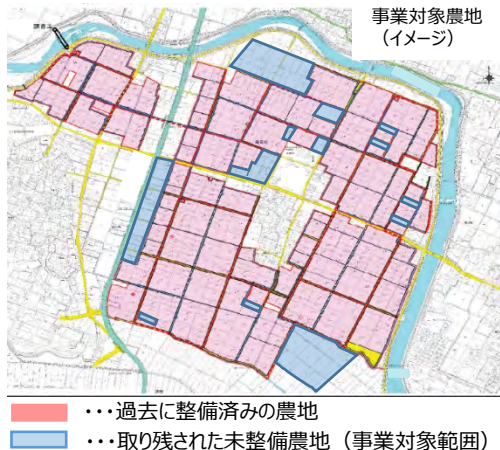 事業対象農地
（イメージ）
・・・過去に整備済みの農地
・・・取り残された未整備農地（事業対象範囲）